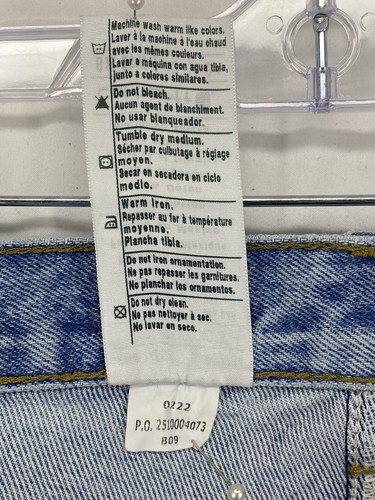 Machine wash warm like colors.
Laver à la machine à l'eau chaud
avec les mêmes couleurs.
Lavar a máquina con agua tibia,
junto a colores similares.
Do not bleach.
Aucun agent de blanchiment.
No usar blanqueador.
Tumble dry medium.
Sécher par culbutage à réglage
moyen.
Secar en secadora en ciclo
medio.
Warm Iron.
Repasser au fer à température
moyenne.
Plancha tibia.
Do not iron ornamentation.
Ne pas repasser les garnitures.
No planchar los ornamentos.
Do not dry clean.
Ne pas nettoyer à sec.
No lavar en seco.
0222
P.O. 2510004073
B09